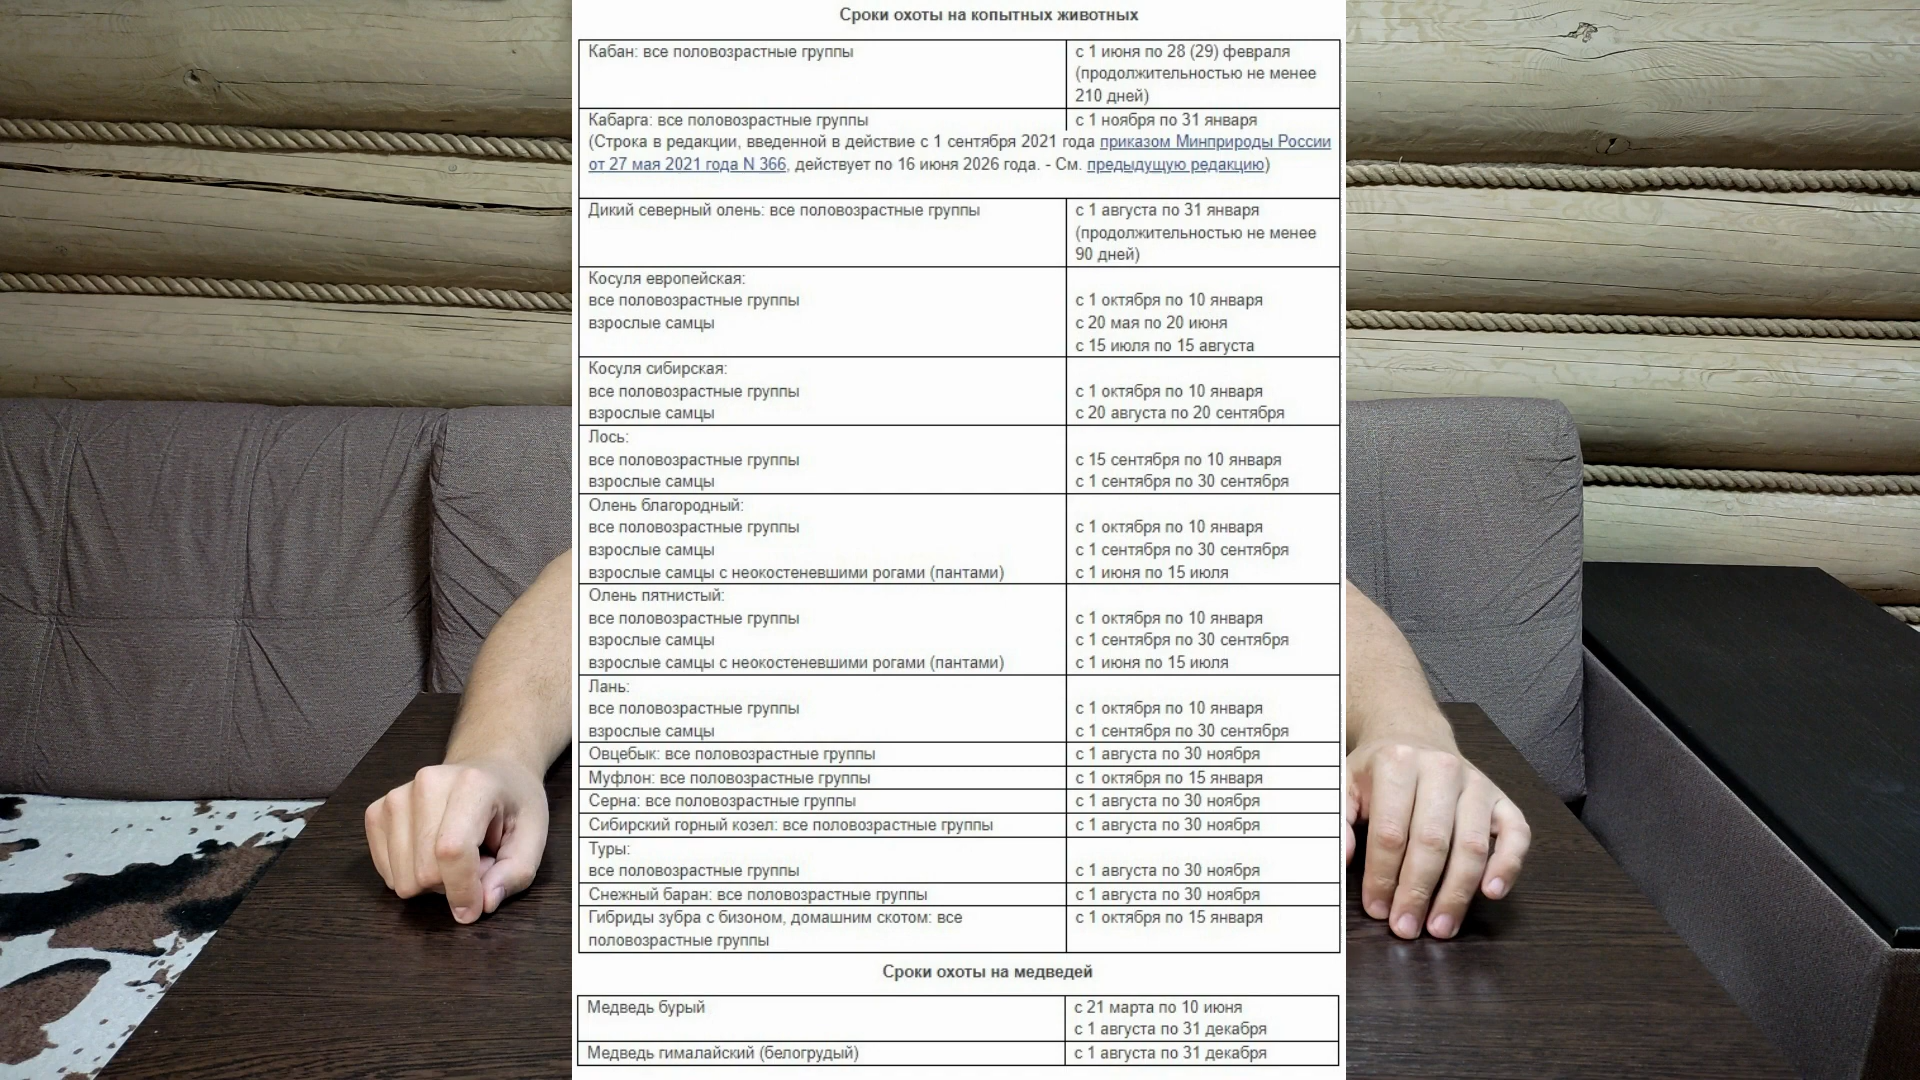 Сроки охоты на копытных животных
Кабан: все половозрастные группы с 1 июня по 28 (29) февраля
(продолжительностью не менее
210 дней)
Кабарга: все половозрастные группы с 1 ноября по 31 января
(Строка в редакции, введенной в действие с 1 сентября 2021 года приказом Минприроды России
от 27 мая 2021 года N 366, действует по 16 июня 2026 года. - См. предыдущую редакцию)
Дикий северный олень: все половозрастные группы с 1 августа по 31 января
(продолжительностью не менее
90 дней)
Косуля европейская:
все половозрастные группы с 1 октября по 10 января
взрослые самцы с 20 мая по 20 июня
с 15 июля по 15 августа
Косуля сибирская:
все половозрастные группы с 1 октября по 10 января
взрослые самцы с 20 августа по 20 сентября
Лось:
все половозрастные группы с 15 сентября по 10 января
взрослые самцы с 1 сентября по 30 сентября
Олень благородный:
все половозрастные группы с 1 октября по 10 января
взрослые самцы с 1 сентября по 30 сентября
взрослые самцы с неокостеневшими рогами (пантами) с 1 июня по 15 июля
Олень пятнистый:
все половозрастные группы с 1 октября по 10 января
взрослые самцы с 1 сентября по 30 сентября
взрослые самцы с неокостеневшими рогами (пантами) с 1 июня по 15 июля
Лань:
все половозрастные группы с 1 октября по 10 января
взрослые самцы с 1 сентября по 30 сентября
Овцебык: все половозрастные группы с 1 августа по 30 ноября
Муфлон: все половозрастные группы с 1 октября по 15 января
Серна: все половозрастные группы с 1 августа по 30 ноября
Сибирский горный козел: все половозрастные группы с 1 августа по 30 ноября
Туры:
все половозрастные группы с 1 августа по 30 ноября
Снежный баран: все половозрастные группы с 1 августа по 30 ноября
Гибриды зубра с бизоном, домашним скотом: все с 1 октября по 15 января
половозрастные группы
Сроки охоты на медведей
Медведь бурый с 21 марта по 10 июня
с 1 августа по 31 декабря
Медведь гималайский (белогрудый) с 1 августа по 31 декабря